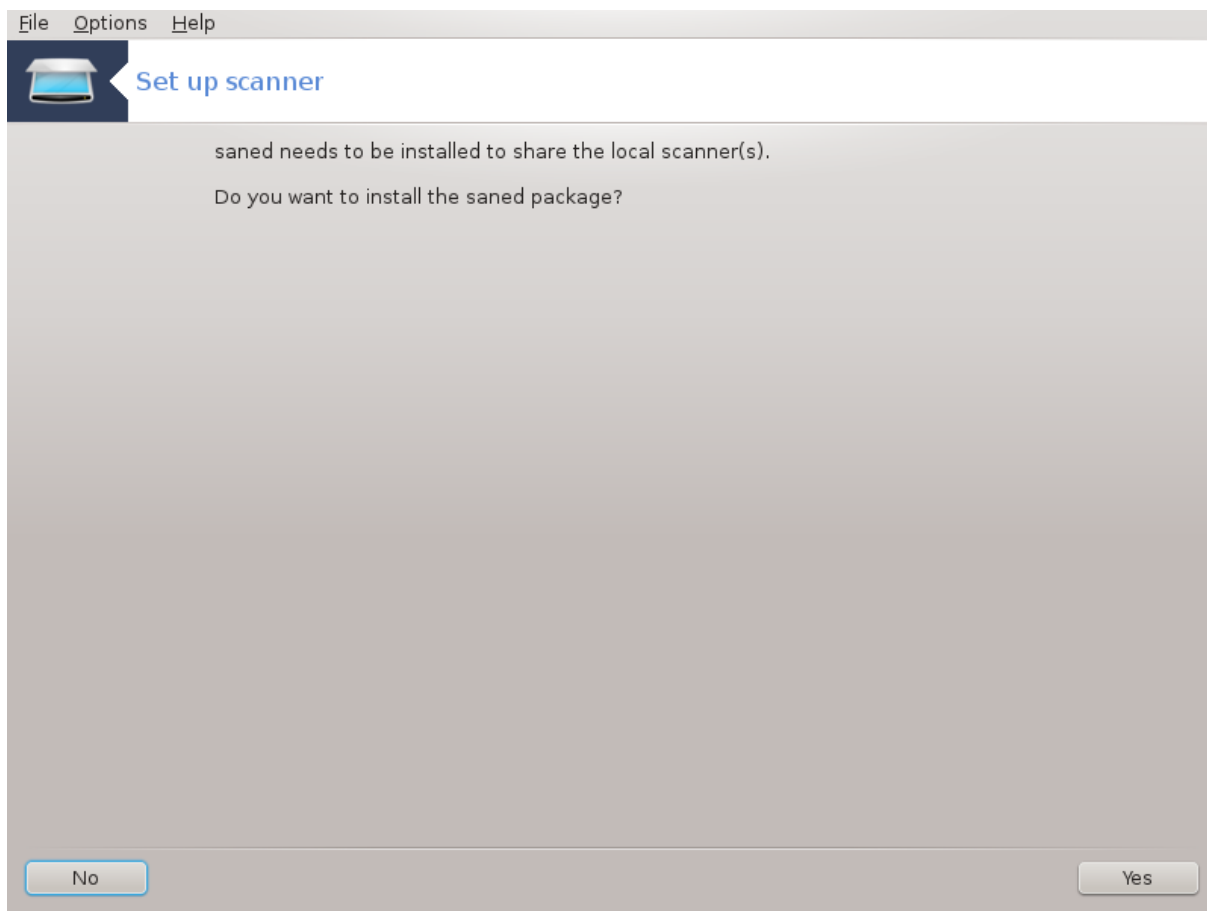 File Options Help
Set up scanner
saned needs to be installed to share the local scanner(s).
Do you want to install the saned package?
No Yes